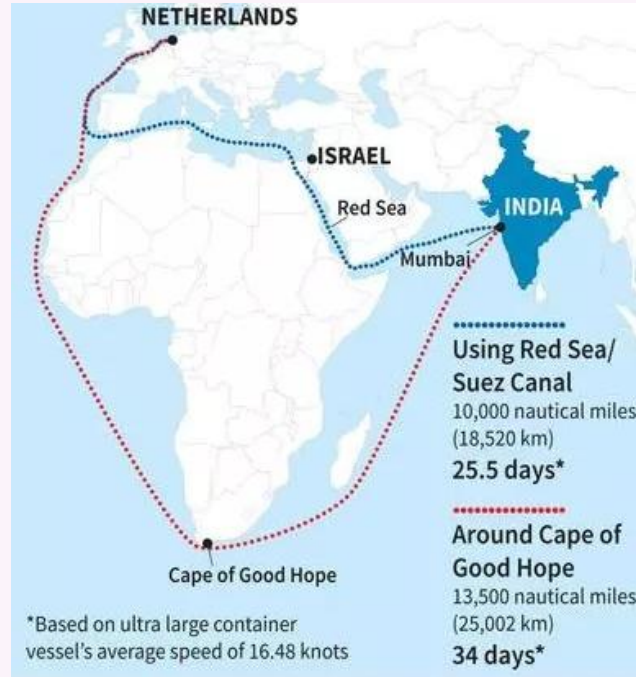 NETHERLANDS
ISRAEL
Red Sea
INDIA
Mumbai
Using Red Sea/
Suez Canal
10,000 nautical miles
(18,520 km)
25.5 days*
Around Cape of
Good Hope
13,500 nautical miles
(25,002 km)
34 days*
Cape of Good Hope
*Based on ultra large container
vessel's average speed of 16.48 knots